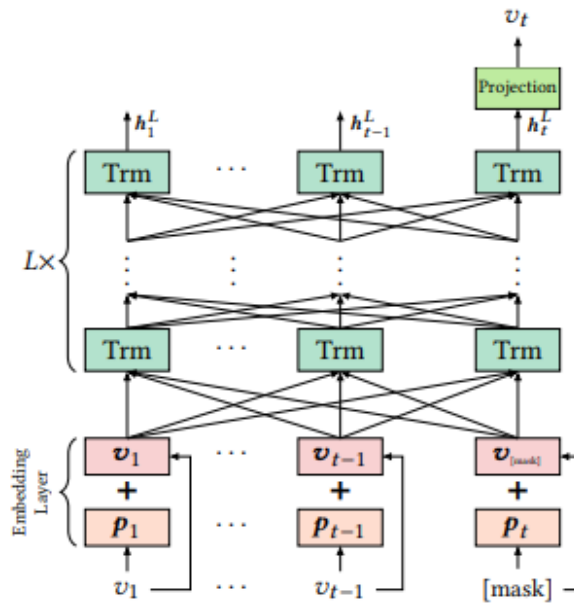 v_t
Projection
h_1^L h_{t-1}^L h_t^L
Trm ... Trm Trm
L×
Trm ... Trm Trm
Embedding Layer
v_1 ... v_{t-1} v_{[mask]}
+ + +
p_1 ... p_{t-1} p_t
v_1 ... v_{t-1} [mask]